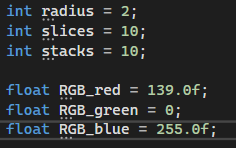 int radius = 2;
int slices = 10;
int stacks = 10;
float RGB_red = 139.0f;
float RGB_green = 0;
float RGB_blue = 255.0f;